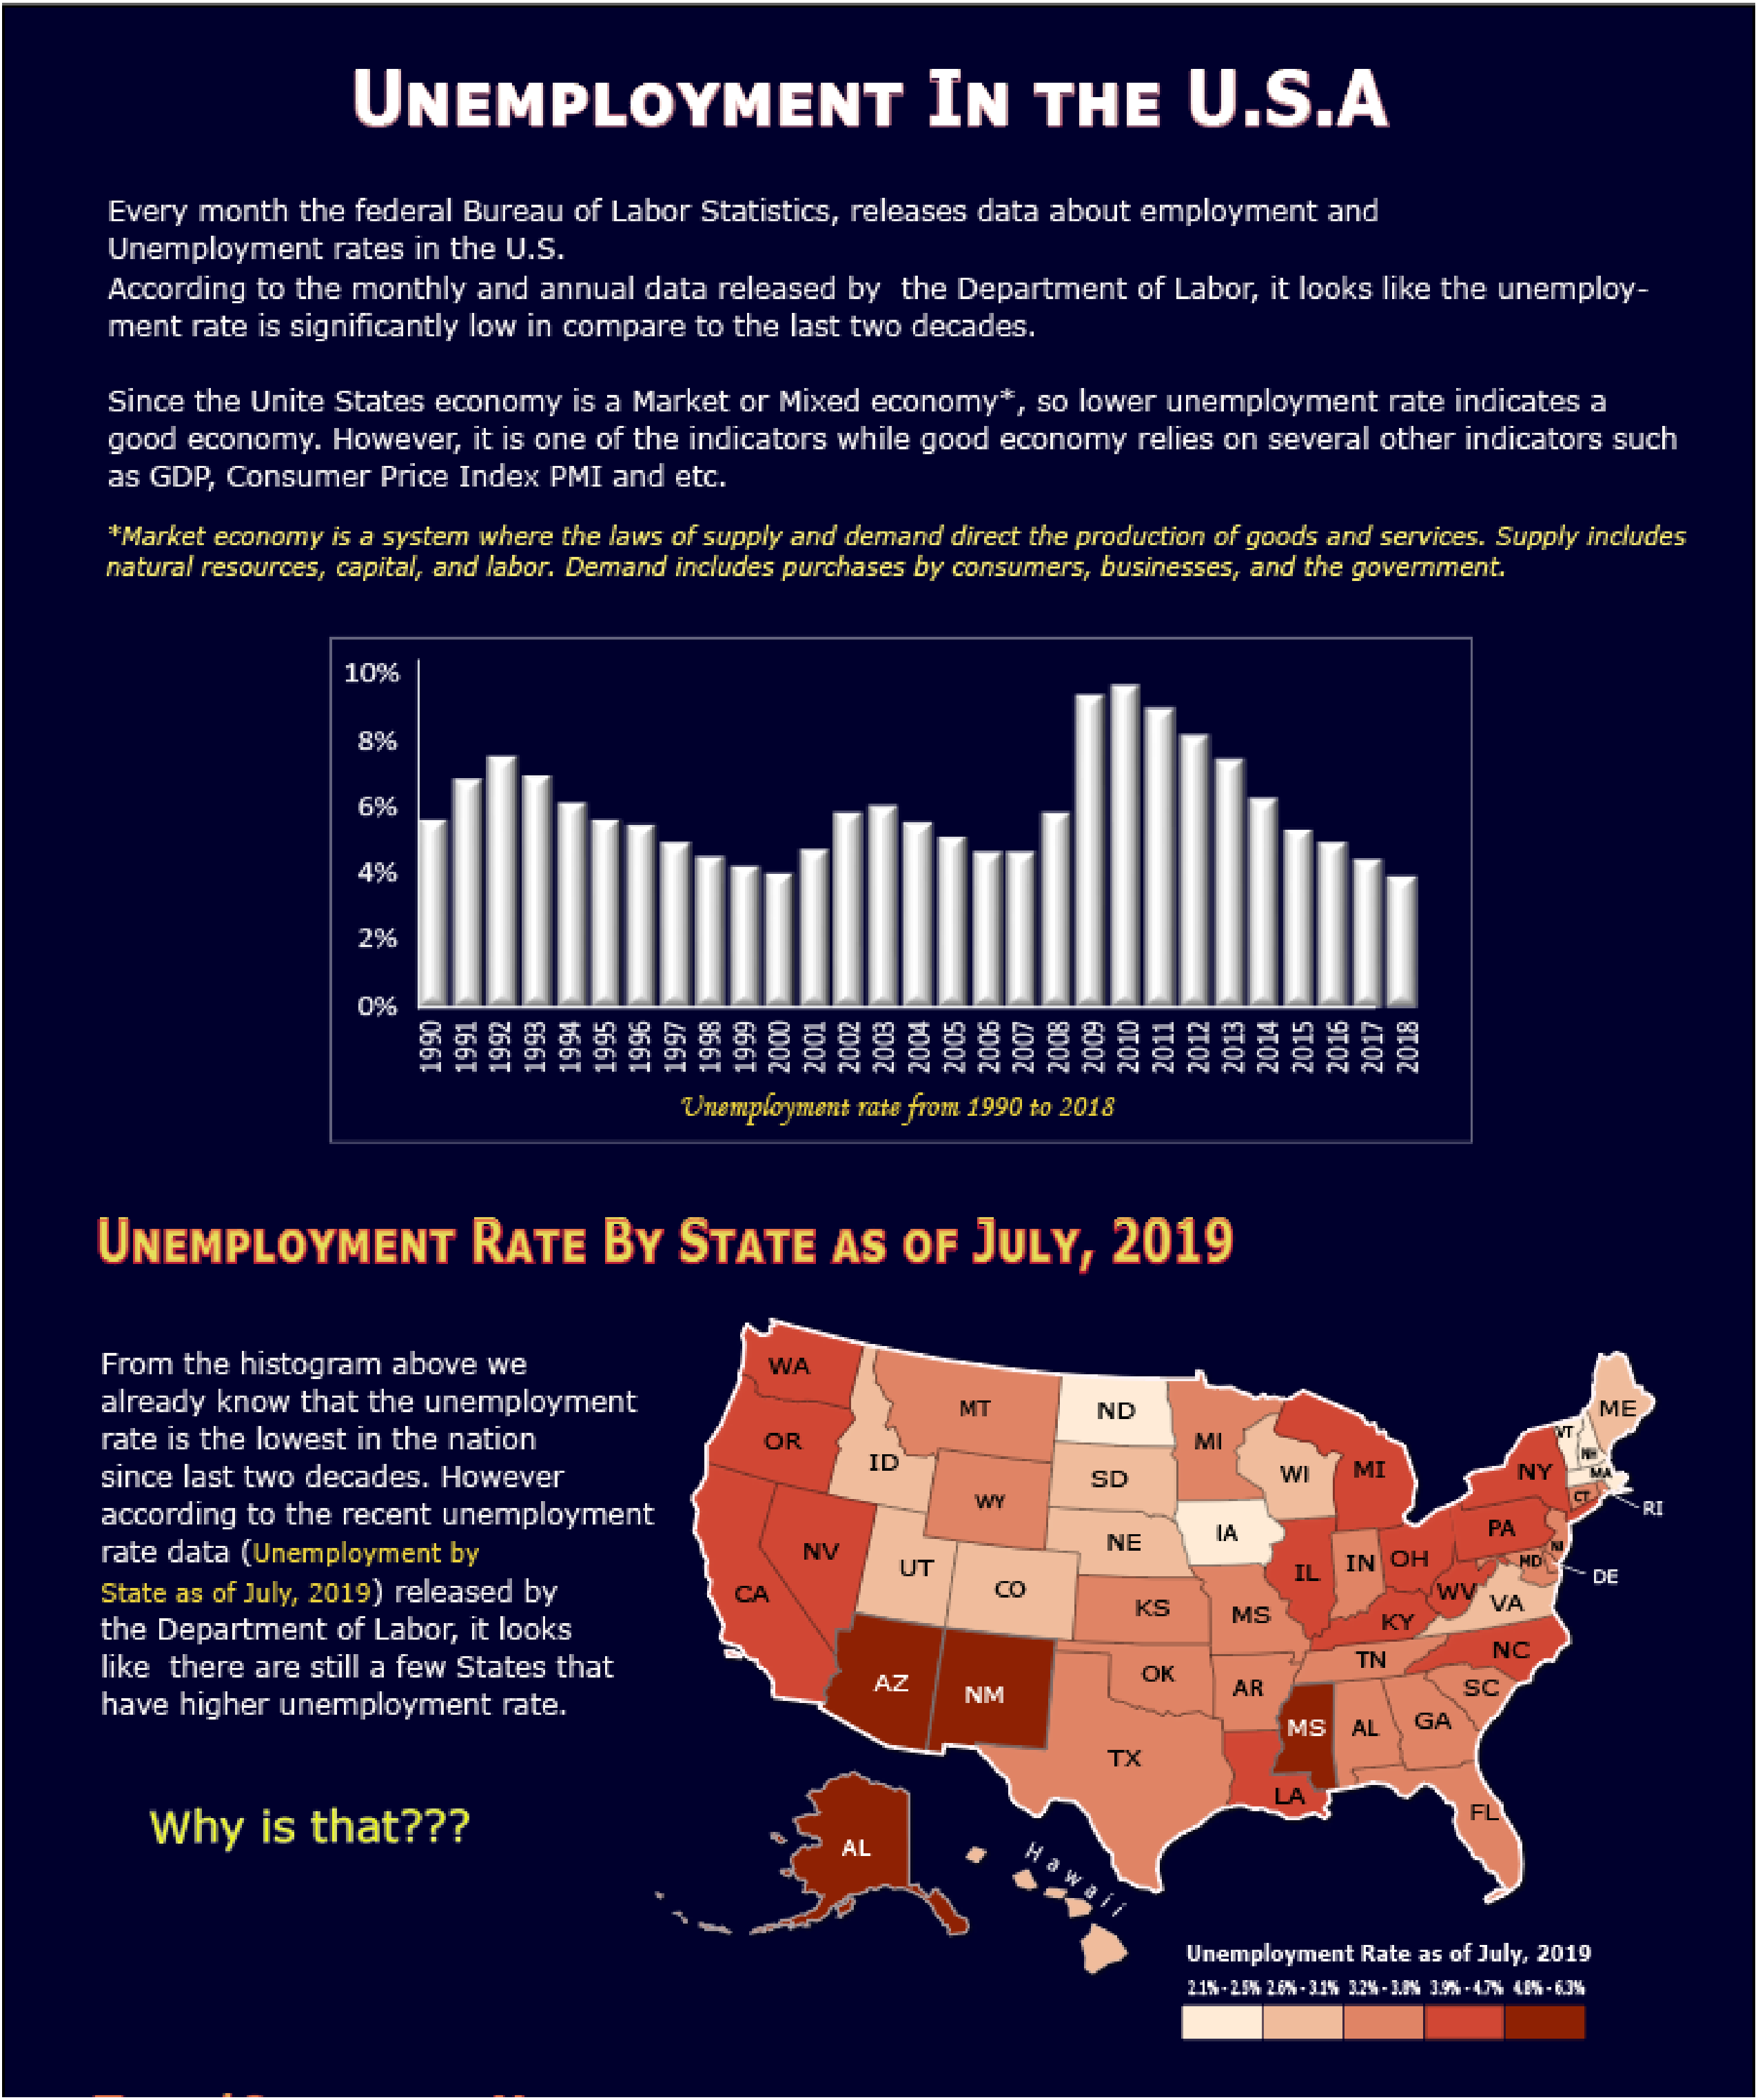 UNEMPLOYMENT IN THE U.S.A
Every month the federal Bureau of Labor Statistics, releases data about employment and
Unemployment rates in the U.S.
According to the monthly and annual data released by the Department of Labor, it looks like the unemploy-
ment rate is significantly low in compare to the last two decades.
Since the Unite States economy is a Market or Mixed economy*, so lower unemployment rate indicates a
good economy. However, it is one of the indicators while good economy relies on several other indicators such
as GDP, Consumer Price Index PMI and etc.
*Market economy is a system where the laws of supply and demand direct the production of goods and services. Supply includes
natural resources, capital, and labor. Demand includes purchases by consumers, businesses, and the government.
10%
8%
6%
4%
2%
0%
1990 1991 1992 1993 1994 1995 1996 1997 1998 1999 2000 2001 2002 2003 2004 2005 2006 2007 2008 2009 2010 2011 2012 2013 2014 2015 2016 2017 2018
Unemployment rate from 1990 to 2018
UNEMPLOYMENT RATE BY STATE AS OF JULY, 2019
From the histogram above we
already know that the unemployment
rate is the lowest in the nation
since last two decades. However
according to the recent unemployment
rate data (Unemployment by
State as of July, 2019) released by
the Department of Labor, it looks
like there are still a few States that
have higher unemployment rate.
Why is that???
WA
MT
ND
ME
OR
ID
MI
VT
NH
WY
SD
WI
MI
NY
MA
CT
RI
NV
UT
NE
IA
PA
NJ
CA
CO
IL
IN
OH
MD
DE
KS
MS
WV
VA
KY
AZ
NM
OK
AR
TN
NC
SC
TX
MS
AL
GA
LA
FL
AL
Hawaii
Unemployment Rate as of July, 2019
2.1% - 2.5% 2.6% - 3.1% 3.2% - 3.8% 3.9% - 4.7% 4.8% - 6.3%